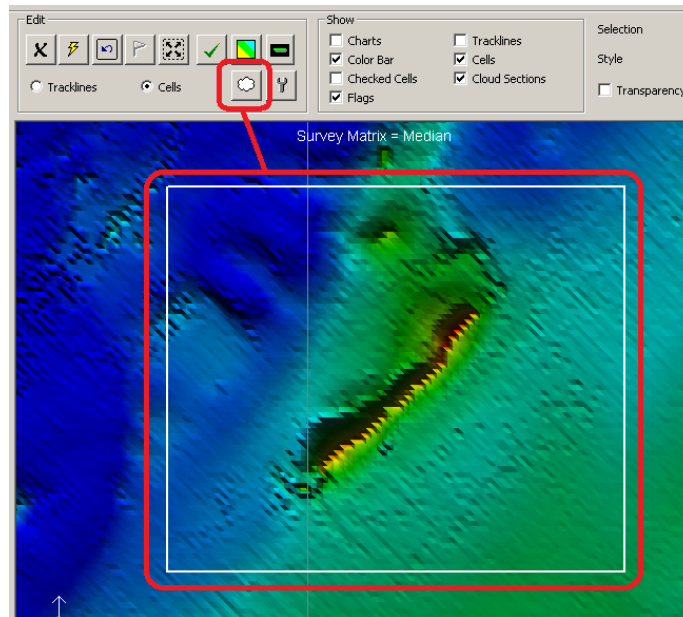 Edit
Tracklines
Cells
Show
Charts
Tracklines
Color Bar
Cells
Checked Cells
Cloud Sections
Flags
Selection
Style
Transparency
Survey Matrix = Median